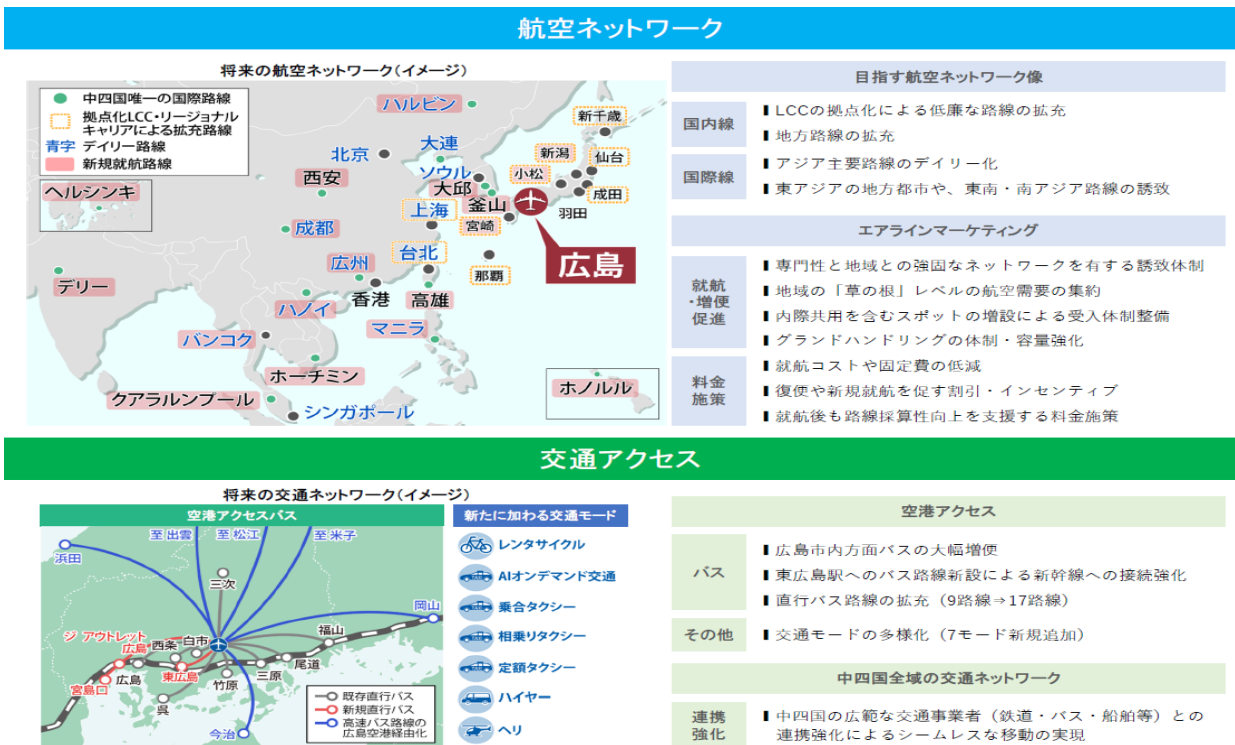 航空ネットワーク
将来の航空ネットワーク(イメージ)
中四国唯一の国際路線
拠点化LCC・リージョナル
キャリアによる拡充路線
青字 デイリー路線
新規就航路線
ヘルシンキ
ハルビン
新千歳
北京
大連
ソウル
大邱
釜山
西安
新潟
仙台
小松
成田
羽田
宮崎
上海
成都
広島
デリー
広州
台北
那覇
香港
高雄
ハノイ
マニラ
バンコク
ホーチミン
クアラルンプール
シンガポール
ホノルル
目指す航空ネットワーク像
国内線
LCCの拠点化による低廉な路線の拡充
地方路線の拡充
国際線
アジア主要路線のデイリー化
東アジアの地方都市や、東南・南アジア路線の誘致
エアラインマーケティング
就航
・増便
促進
専門性と地域との強固なネットワークを有する誘致体制
地域の「草の根」レベルの航空需要の集約
内際共用を含むスポットの増設による受入体制整備
グランドハンドリングの体制・容量強化
料金
施策
就航コストや固定費の低減
復便や新規就航を促す割引・インセンティブ
就航後も路線採算性向上を支援する料金施策
交通アクセス
将来の交通ネットワーク(イメージ)
空港アクセスバス
至出雲
至松江
至米子
浜田
三次
岡山
ジ アウトレット
広島
西条
白市
福山
宮島口
広島
東広島
竹原
三原
尾道
呉
今治
既存直行バス
新規直行バス
高速バス路線の
広島空港経由化
新たに加わる交通モード
レンタサイクル
AIオンデマンド交通
乗合タクシー
相乗りタクシー
定額タクシー
ハイヤー
ヘリ
空港アクセス
バス
広島市内方面バスの大幅増便
東広島駅へのバス路線新設による新幹線への接続強化
直行バス路線の拡充（9路線⇒17路線）
その他
交通モードの多様化（7モード新規追加）
中四国全域の交通ネットワーク
連携
強化
中四国の広範な交通事業者（鉄道・バス・船舶等）との
連携強化によるシームレスな移動の実現